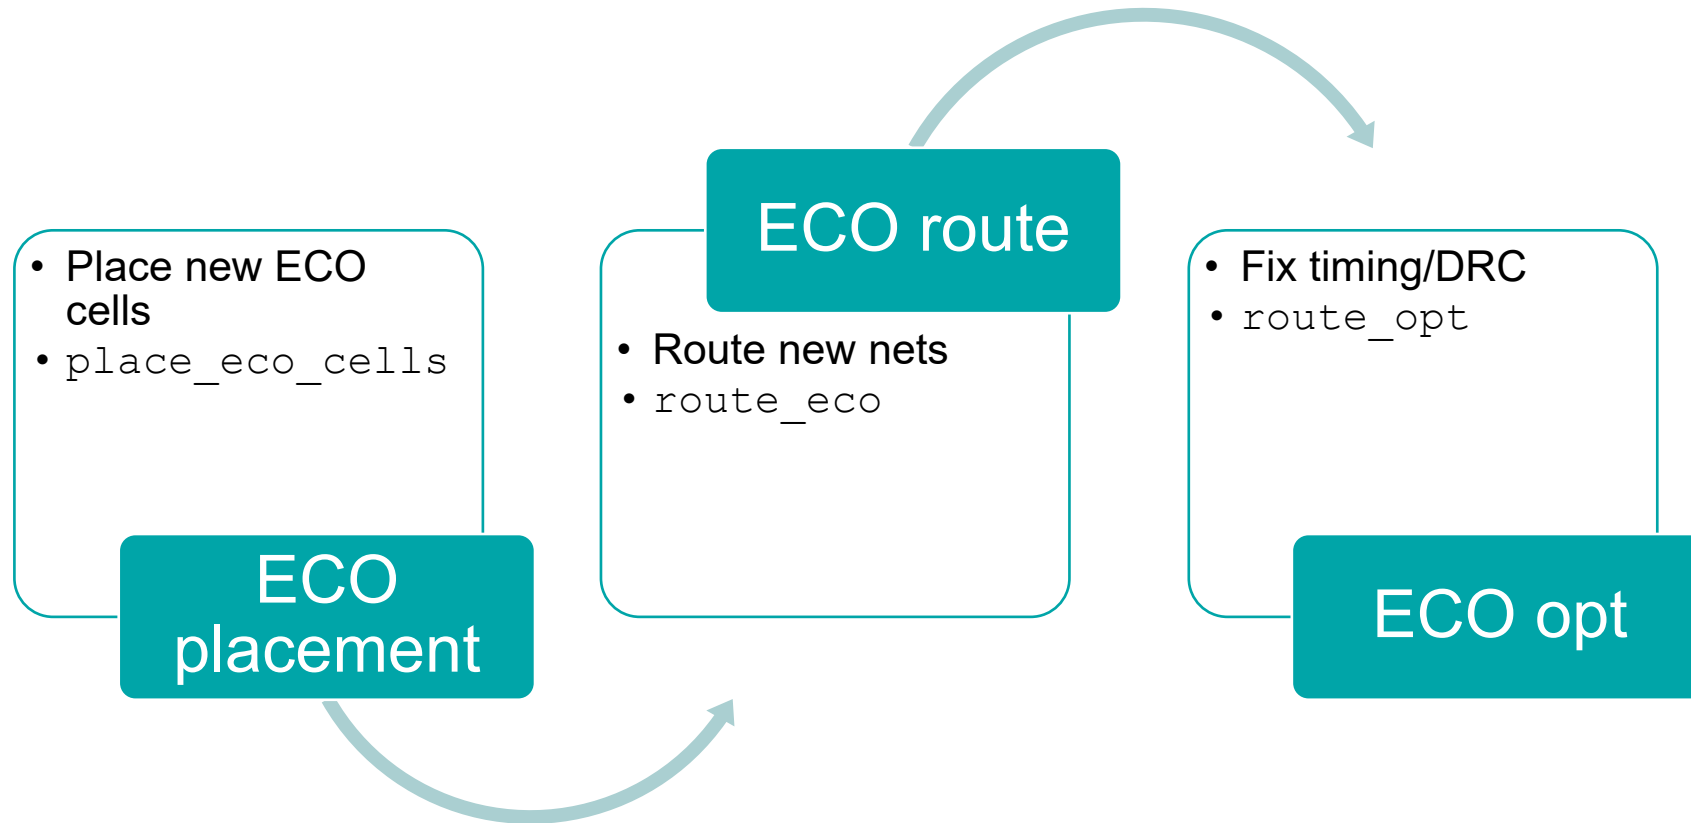 • Place new ECO
cells
• place_eco_cells
ECO
placement
ECO route
• Route new nets
• route_eco
• Fix timing/DRC
• route_opt
ECO opt